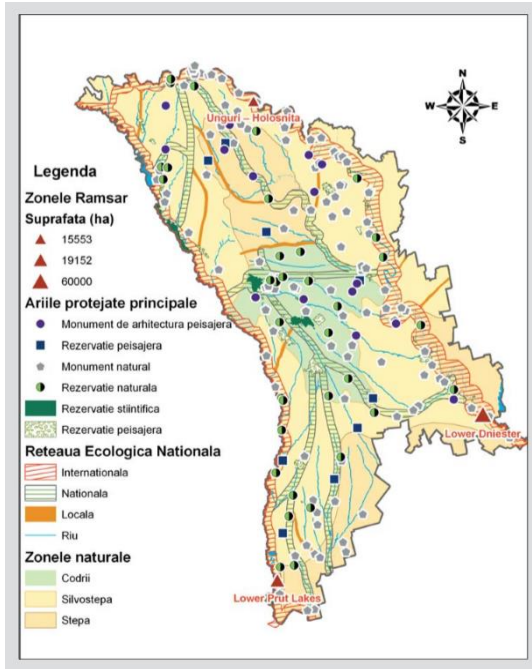 N
W
E
S
Unguri – Holosnita
Legenda
Zonele Ramsar
Suprafata (ha)
15553
19152
60000
Ariile protejate principale
Monument de arhitectura peisajera
Rezervatie peisajera
Monument natural
Rezervatie naturala
Rezervatie stiintifica
Rezervatie peisajera
Reteaua Ecologica Nationala
Internationala
Nationala
Locala
Riu
Zonele naturale
Codrii
Silvostepa
Stepa
Lower Dniester
Lower Prut Lakes